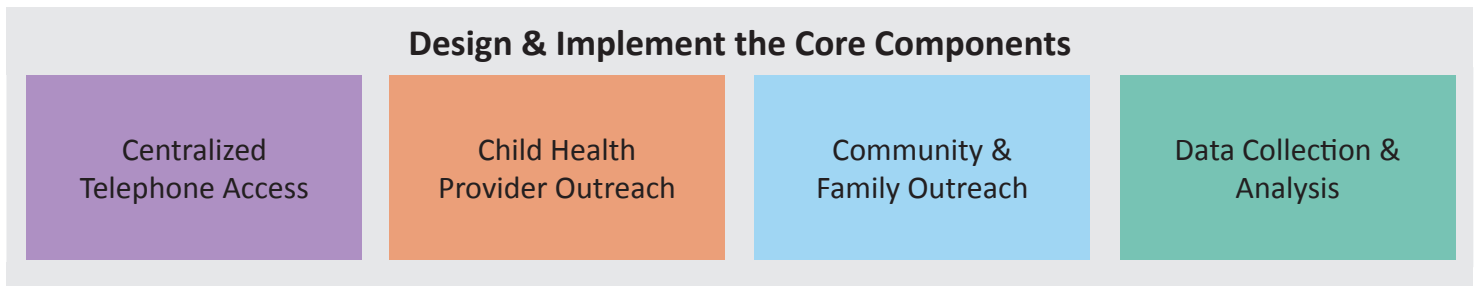 Design & Implement the Core Components
Centralized
Telephone Access
Child Health
Provider Outreach
Community &
Family Outreach
Data Collection &
Analysis